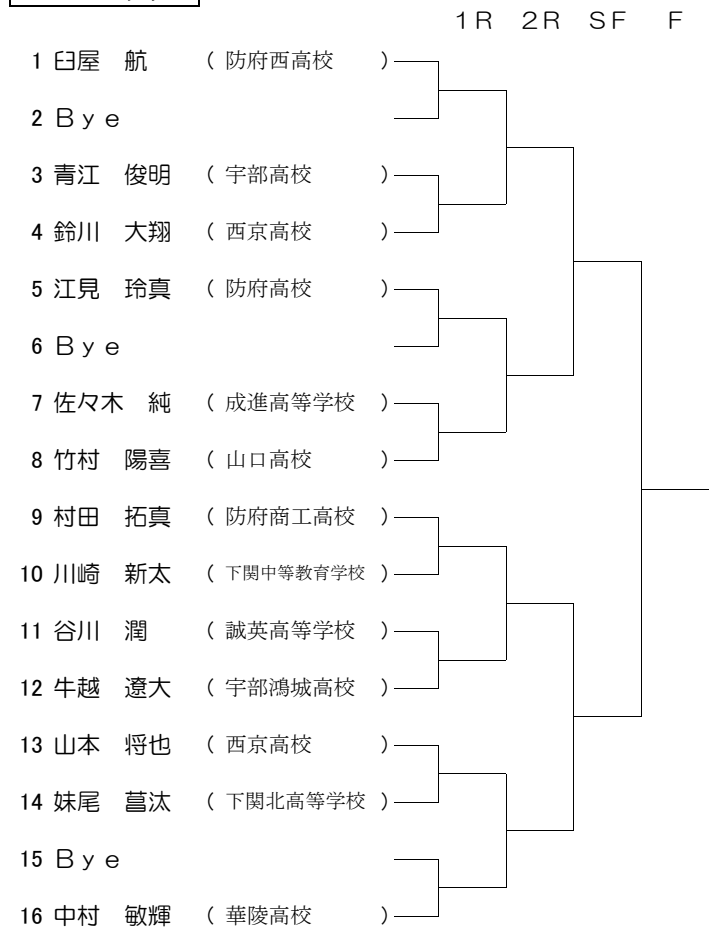 １Ｒ　２Ｒ　ＳＦ　Ｆ
1 臼屋　航　（ 防府西高校 ）
2 Ｂｙｅ
3 青江　俊明　（ 宇部高校 ）
4 鈴川　大翔　（ 西京高校 ）
5 江見　玲真　（ 防府高校 ）
6 Ｂｙｅ
7 佐々木　純　（ 成進高等学校 ）
8 竹村　陽喜　（ 山口高校 ）
9 村田　拓真　（ 防府商工高校 ）
10 川崎　新太　（ 下関中等教育学校 ）
11 谷川　潤　（ 誠英高等学校 ）
12 牛越　遼大　（ 宇部鴻城高校 ）
13 山本　将也　（ 西京高校 ）
14 妹尾　菖汰　（ 下関北高等学校 ）
15 Ｂｙｅ
16 中村　敏輝　（ 華陵高校 ）